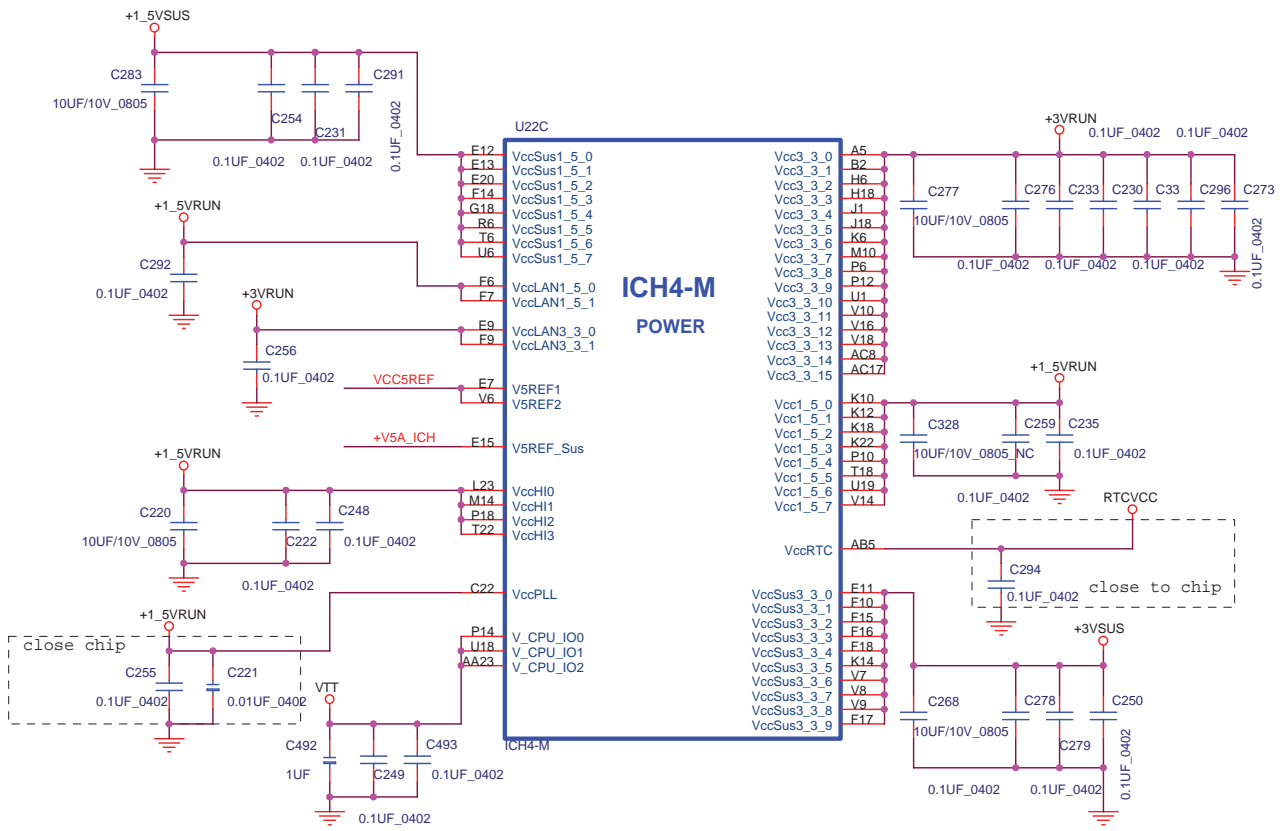 +1_5VSUS
C283
10UF/10V_0805
C254
0.1UF_0402
C231
0.1UF_0402
C291
0.1UF_0402
+1_5VRUN
C292
0.1UF_0402
+3VRUN
C256
0.1UF_0402
VCC5REF
+V5A_ICH
+1_5VRUN
C220
10UF/10V_0805
C222
0.1UF_0402
C248
0.1UF_0402
+1_5VRUN
close chip
C255
0.1UF_0402
C221
0.01UF_0402
VTT
C492
1UF
C249
0.1UF_0402
C493
0.1UF_0402
U22C
ICH4-M
POWER
E12 VccSus1_5_0
E13 VccSus1_5_1
E20 VccSus1_5_2
F14 VccSus1_5_3
G18 VccSus1_5_4
R6 VccSus1_5_5
T6 VccSus1_5_6
U6 VccSus1_5_7
F6 VccLAN1_5_0
F7 VccLAN1_5_1
E9 VccLAN3_3_0
F9 VccLAN3_3_1
E7 V5REF1
V6 V5REF2
E15 V5REF_Sus
L23 VccHI0
M14 VccHI1
P18 VccHI2
T22 VccHI3
C22 VccPLL
P14 V_CPU_IO0
U18 V_CPU_IO1
AA23 V_CPU_IO2
ICH4-M
Vcc3_3_0 A5
Vcc3_3_1 B2
Vcc3_3_2 H6
Vcc3_3_3 H18
Vcc3_3_4 J1
Vcc3_3_5 J18
Vcc3_3_6 K6
Vcc3_3_7 M10
Vcc3_3_8 P6
Vcc3_3_9 P12
Vcc3_3_10 U1
Vcc3_3_11 V10
Vcc3_3_12 V16
Vcc3_3_13 V18
Vcc3_3_14 AC8
Vcc3_3_15 AC17
Vcc1_5_0 K10
Vcc1_5_1 K12
Vcc1_5_2 K18
Vcc1_5_3 K22
Vcc1_5_4 P10
Vcc1_5_5 T18
Vcc1_5_6 U19
Vcc1_5_7 V14
VccRTC AB5
VccSus3_3_0 E11
VccSus3_3_1 F10
VccSus3_3_2 F15
VccSus3_3_3 F16
VccSus3_3_4 F18
VccSus3_3_5 K14
VccSus3_3_6 V7
VccSus3_3_7 V8
VccSus3_3_8 V9
VccSus3_3_9 F17
+3VRUN
0.1UF_0402 0.1UF_0402
C277
10UF/10V_0805
C276 C233 C230 C33 C296 C273
0.1UF_0402 0.1UF_0402 0.1UF_0402
0.1UF_0402
+1_5VRUN
C328
10UF/10V_0805_NC
C259
0.1UF_0402
C235
0.1UF_0402
RTCVCC
C294
0.1UF_0402
close to chip
+3VSUS
C268
10UF/10V_0805
C278
0.1UF_0402
C279
0.1UF_0402
C250
0.1UF_0402